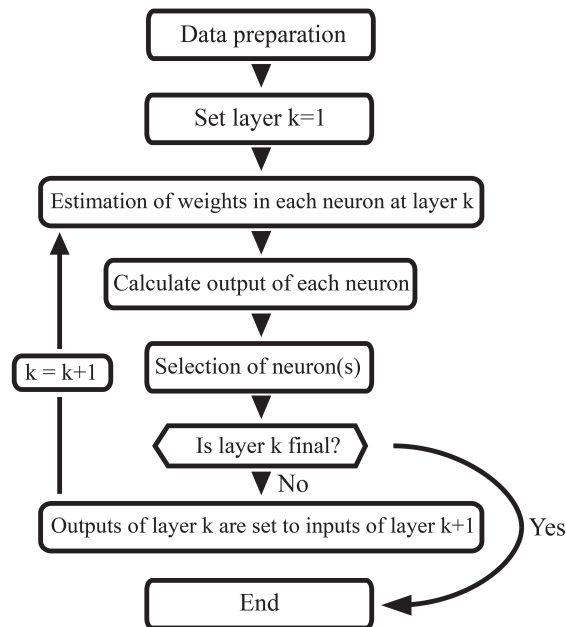 Data preparation
Set layer k=1
Estimation of weights in each neuron at layer k
Calculate output of each neuron
Selection of neuron(s)
k = k+1
Is layer k final?
No
Outputs of layer k are set to inputs of layer k+1
Yes
End